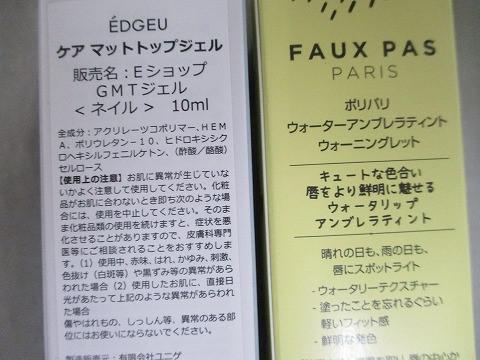 ÉDGEU
ケア マットトップジェル
販売名：Eショップ
GMTジェル
< ネイル >　10ml
全成分：アクリレーツコポリマー、HEM
A、ポリウレタン－10、ヒドロキシシク
ロヘキシルフェニルケトン、（酢酸／酪酸）
セルロース
【使用上の注意】お肌に異常が生じていな
いかよく注意して使用してください。化粧
品がお肌に合わないとき即ち次のような場
合には、使用を中止してください。そのま
ま化粧品類の使用を続けますと、症状を悪
化させることがありますので、皮膚科専門
医等にご相談されることをおすすめしま
す。（1）使用中、赤味、はれ、かゆみ、刺激、
色抜け（白斑等）や黒ずみ等の異常があら
われた場合（2）使用したお肌に、直接日
光があたって上記のような異常があらわれ
た場合
傷やはれもの、しっしん等、異常のある部
位にはお使いにならないでください。
製造販売元：有限会社ユニゲ
FAUX PAS
PARIS
ポリパリ
ウォーターアンブレラティント
ウォーニングレット
キュートな色合い
唇をより鮮明に魅せる
ウォータリップ
アンブレラティント
晴れの日も、雨の日も、
唇にスポットライト
- ウォータリーテクスチャー
- 塗ったことを忘れるぐらい
軽いフィット感
- 鮮明な発色